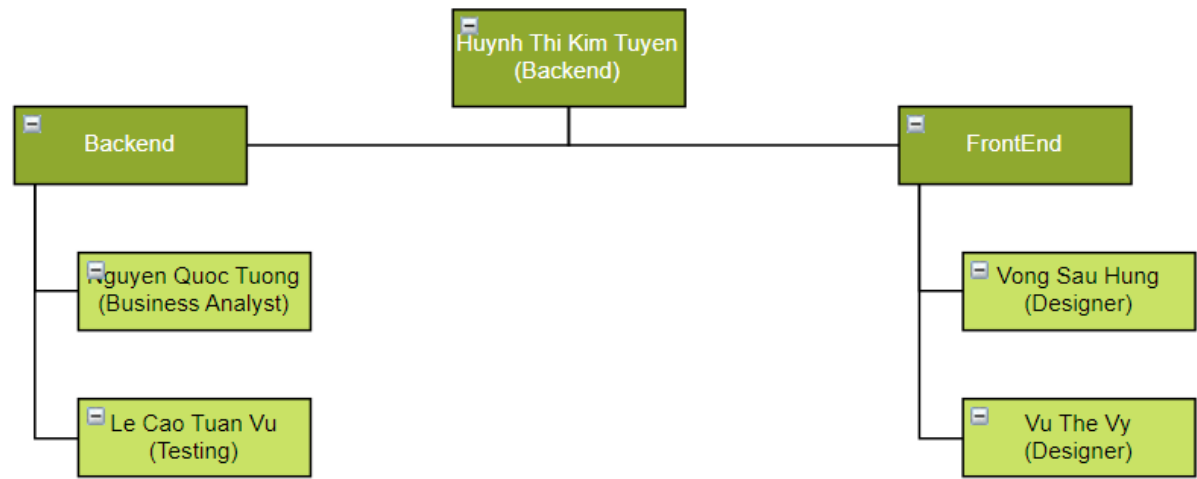 Huynh Thi Kim Tuyen
(Backend)
Backend
FrontEnd
Nguyen Quoc Tuong
(Business Analyst)
Vong Sau Hung
(Designer)
Le Cao Tuan Vu
(Testing)
Vu The Vy
(Designer)